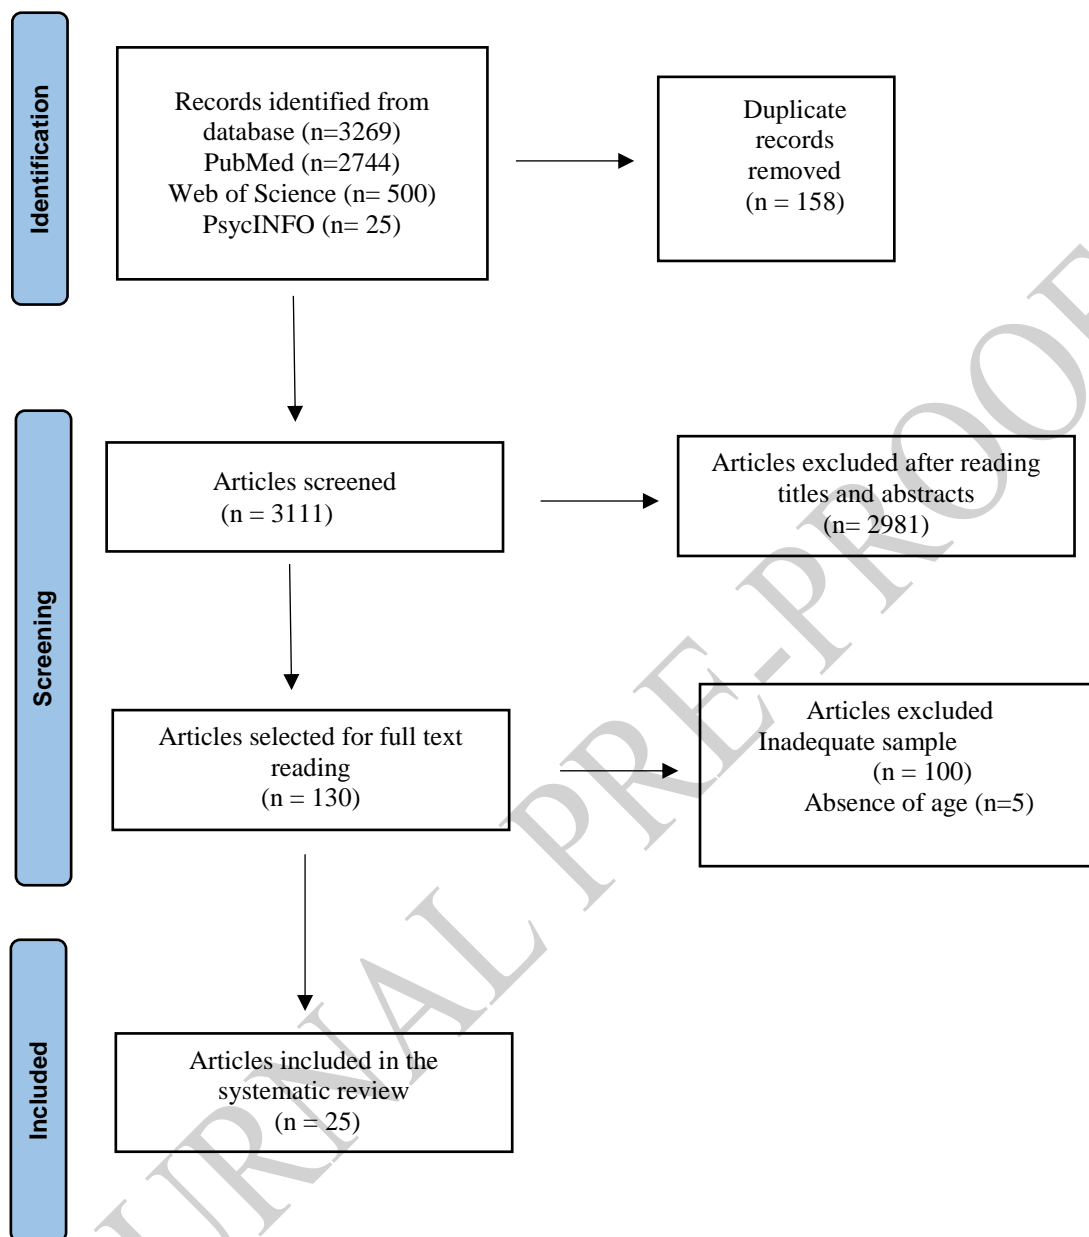 Identification
Records identified from
database (n=3269)
PubMed (n=2744)
Web of Science (n= 500)
PsycINFO (n= 25)
Duplicate
records
removed
(n = 158)
Screening
Articles screened
(n = 3111)
Articles excluded after reading
titles and abstracts
(n= 2981)
Articles selected for full text
reading
(n = 130)
Articles excluded
Inadequate sample
(n = 100)
Absence of age (n=5)
Included
Articles included in the
systematic review
(n = 25)
URNAL PRE-PROOF